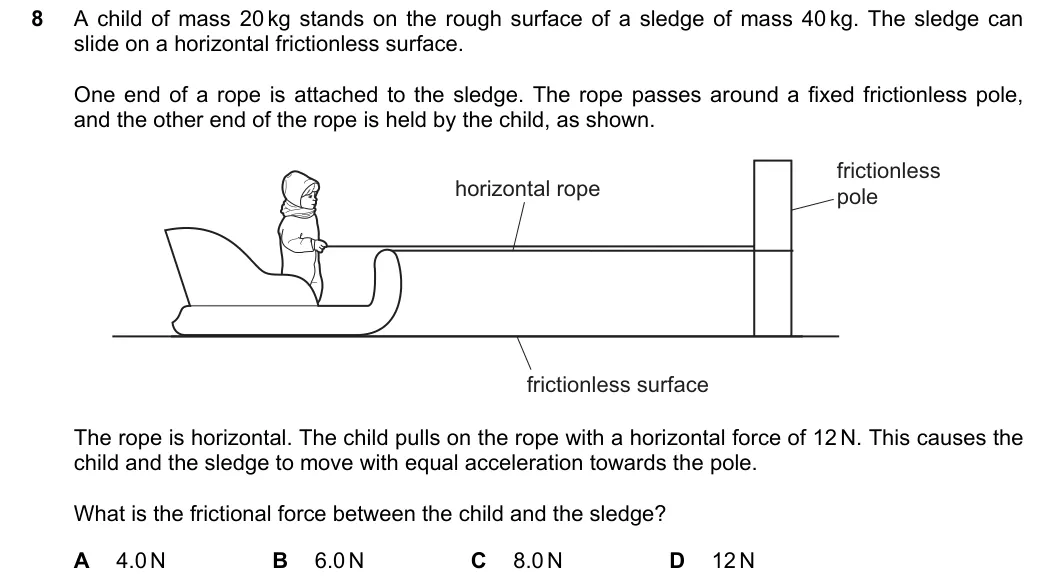 8 A child of mass 20 kg stands on the rough surface of a sledge of mass 40 kg. The sledge can
slide on a horizontal frictionless surface.
One end of a rope is attached to the sledge. The rope passes around a fixed frictionless pole,
and the other end of the rope is held by the child, as shown.
frictionless
pole
horizontal rope
frictionless surface
The rope is horizontal. The child pulls on the rope with a horizontal force of 12 N. This causes the
child and the sledge to move with equal acceleration towards the pole.
What is the frictional force between the child and the sledge?
A 4.0 N B 6.0 N C 8.0 N D 12 N